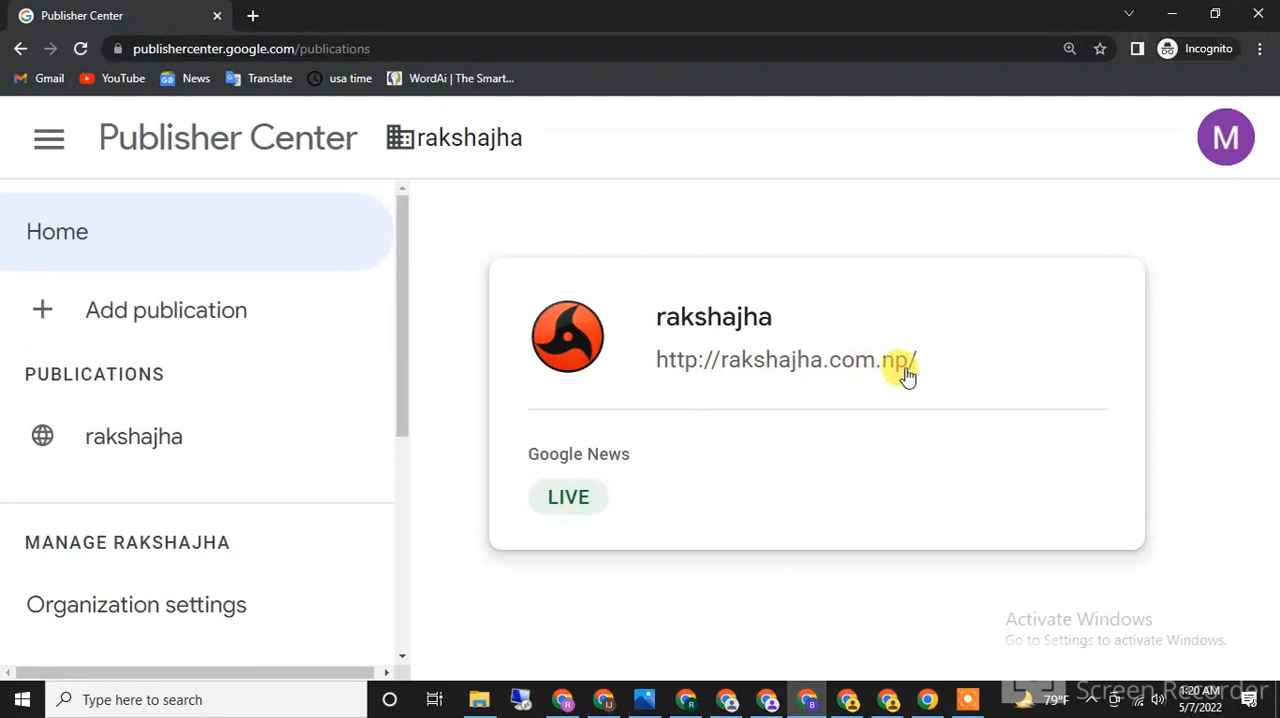 Publisher Center
publishercenter.google.com/publications
Incognito
Gmail
YouTube
News
Translate
usa time
WordAi | The Smart...
Publisher Center
rakshajha
M
Home
Add publication
PUBLICATIONS
rakshajha
MANAGE RAKSHAJHA
Organization settings
rakshajha
http://rakshajha.com.np/
Google News
LIVE
Activate Windows
Go to Settings to activate Windows.
Screen Recorder
Type here to search
79°F
1:20 AM
5/7/2022